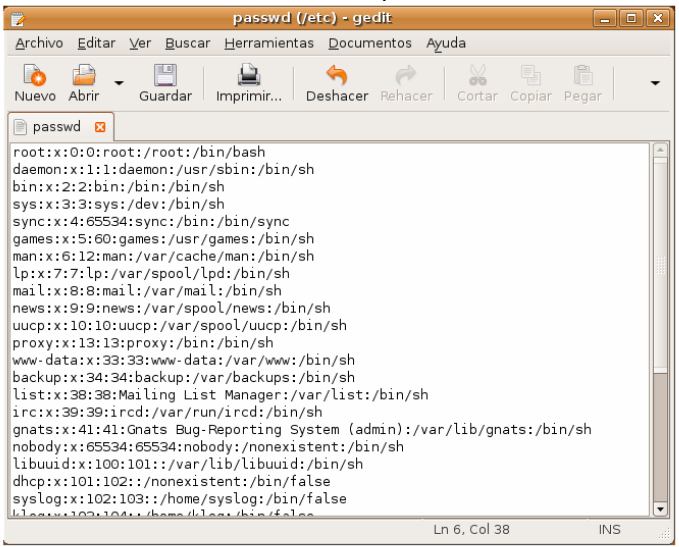 passwd (/etc) - gedit
Archivo Editar Ver Buscar Herramientas Documentos Ayuda
Nuevo Abrir Guardar Imprimir... Deshacer Rehacer Cortar Copiar Pegar
passwd
root:x:0:0:root:/root:/bin/bash
daemon:x:1:1:daemon:/usr/sbin:/bin/sh
bin:x:2:2:bin:/bin:/bin/sh
sys:x:3:3:sys:/dev:/bin/sh
sync:x:4:65534:sync:/bin:/bin/sync
games:x:5:60:games:/usr/games:/bin/sh
man:x:6:12:man:/var/cache/man:/bin/sh
lp:x:7:7:lp:/var/spool/lpd:/bin/sh
mail:x:8:8:mail:/var/mail:/bin/sh
news:x:9:9:news:/var/spool/news:/bin/sh
uucp:x:10:10:uucp:/var/spool/uucp:/bin/sh
proxy:x:13:13:proxy:/bin:/bin/sh
www-data:x:33:33:www-data:/var/www:/bin/sh
backup:x:34:34:backup:/var/backups:/bin/sh
list:x:38:38:Mailing List Manager:/var/list:/bin/sh
irc:x:39:39:ircd:/var/run/ircd:/bin/sh
gnats:x:41:41:Gnats Bug-Reporting System (admin):/var/lib/gnats:/bin/sh
nobody:x:65534:65534:nobody:/nonexistent:/bin/sh
libuuid:x:100:101::/var/lib/libuuid:/bin/sh
dhcp:x:101:102::/nonexistent:/bin/false
syslog:x:102:103::/home/syslog:/bin/false
klog:x:103:104::/home/klog:/bin/false
Ln 6, Col 38 INS